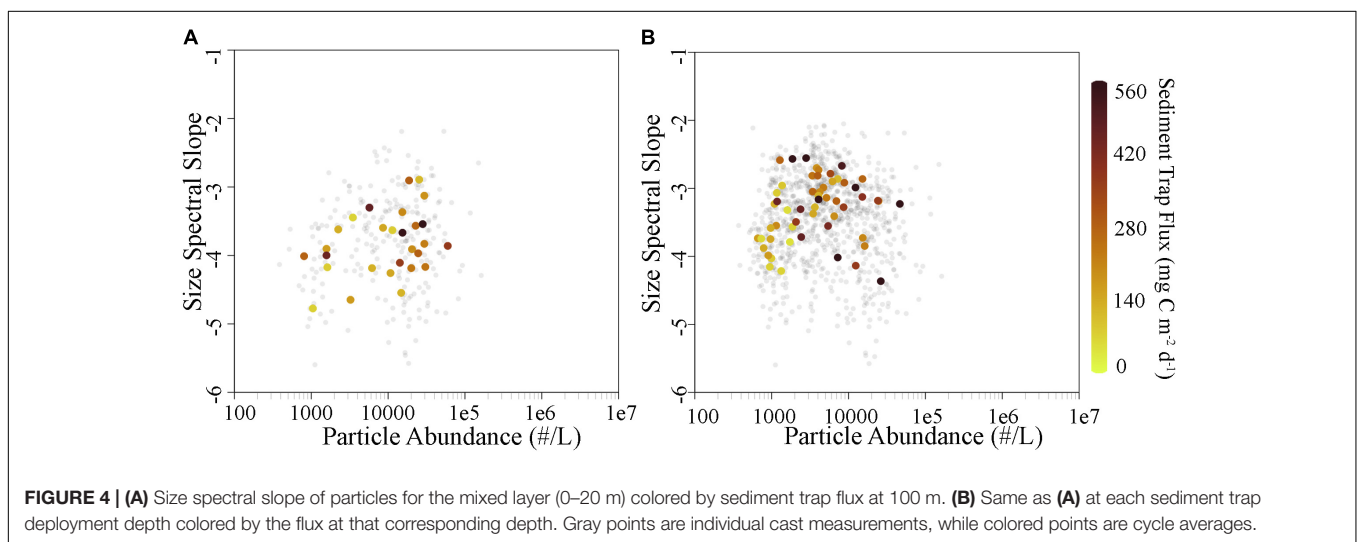 A
B
-1
-2
-3
-4
-5
-6
Size Spectral Slope
100 1000 10000 1e5 1e6 1e7
Particle Abundance (#/L)
-1
-2
-3
-4
-5
-6
Size Spectral Slope
100 1000 10000 1e5 1e6 1e7
Particle Abundance (#/L)
560
420
280
140
0
Sediment Trap Flux (mg C m-2 d-1)
FIGURE 4 | (A) Size spectral slope of particles for the mixed layer (0–20 m) colored by sediment trap flux at 100 m. (B) Same as (A) at each sediment trap
deployment depth colored by the flux at that corresponding depth. Gray points are individual cast measurements, while colored points are cycle averages.